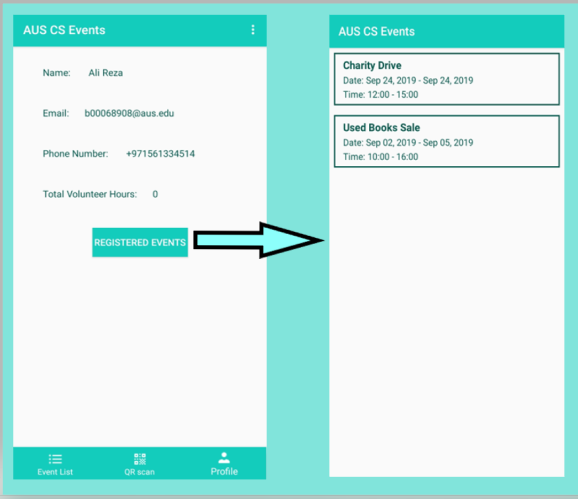 AUS CS Events
Name: Ali Reza
Email: b00068908@aus.edu
Phone Number: +971561334514
Total Volunteer Hours: 0
REGISTERED EVENTS
Event List
QR scan
Profile
AUS CS Events
Charity Drive
Date: Sep 24, 2019 - Sep 24, 2019
Time: 12:00 - 15:00
Used Books Sale
Date: Sep 02, 2019 - Sep 05, 2019
Time: 10:00 - 16:00